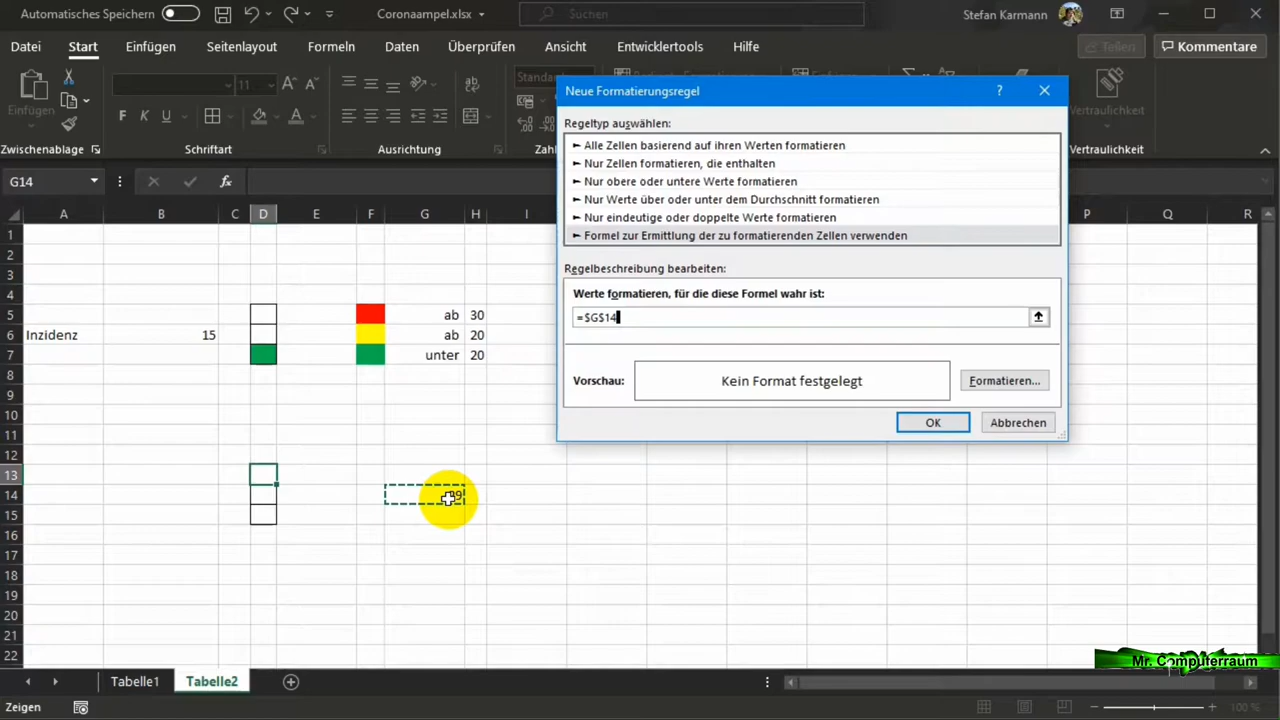 Automatisches Speichern
Coronaampel.xlsx
Suchen
Stefan Karmann
Datei Start Einfügen Seitenlayout Formeln Daten Überprüfen Ansicht Entwicklertools Hilfe
Teilen
Kommentare
Einfügen
11
F K U
Standard
Vertraulichkeit
Zwischenablage
Schriftart
Ausrichtung
Vertraulichkeit
G14
fx
Neue Formatierungsregel
Regeltyp auswählen:
► Alle Zellen basierend auf ihren Werten formatieren
► Nur Zellen formatieren, die enthalten
► Nur obere oder untere Werte formatieren
► Nur Werte über oder unter dem Durchschnitt formatieren
► Nur eindeutige oder doppelte Werte formatieren
► Formel zur Ermittlung der zu formatierenden Zellen verwenden
Regelbeschreibung bearbeiten:
Werte formatieren, für die diese Formel wahr ist:
=$G$14
Vorschau:
Kein Format festgelegt
Formatieren...
OK
Abbrechen
A B C D E F G H I P Q R
1
2
3
4
5 ab 30
6 Inzidenz 15 ab 20
7 unter 20
8
9
10
11
12
13
14
15
16
17
18
19
20
21
22
Mr. Computerraum
Tabelle1
Tabelle2
Zeigen
100 %